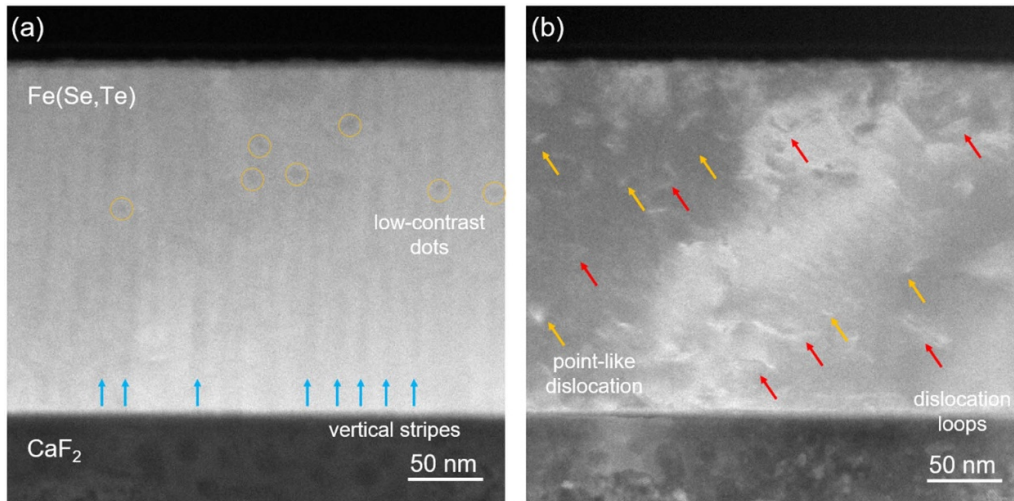 (a)
Fe(Se,Te)
low-contrast
dots
vertical stripes
CaF₂
50 nm
(b)
point-like
dislocation
dislocation
loops
50 nm